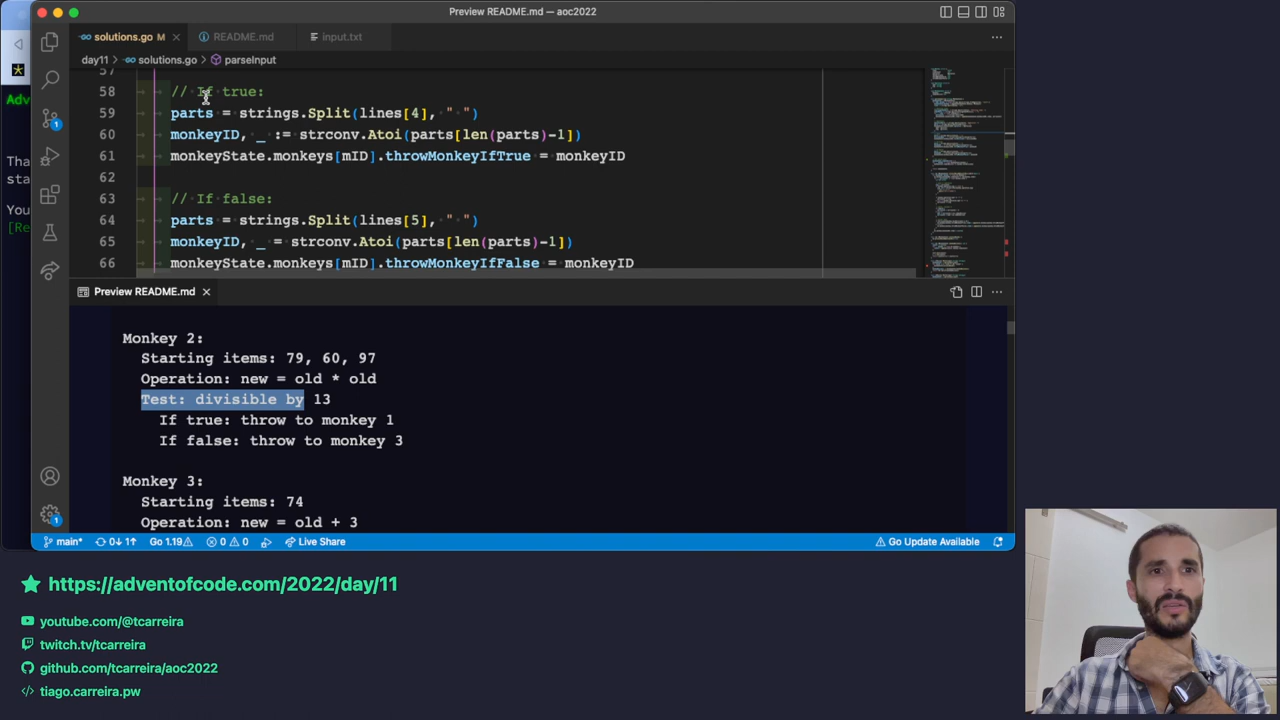 Preview README.md — aoc2022
solutions.go M
README.md
input.txt
day11 > solutions.go > parseInput
57
58 // If true:
59 parts = strings.Split(lines[4], " ")
60 monkeyID, _ = strconv.Atoi(parts[len(parts)-1])
61 monkeyState.monkeys[mID].throwMonkeyIfTrue = monkeyID
62
63 // If false:
64 parts = strings.Split(lines[5], " ")
65 monkeyID, _ = strconv.Atoi(parts[len(parts)-1])
66 monkeyState.monkeys[mID].throwMonkeyIfFalse = monkeyID
Adv
Tha
sta
You
[Re
Preview README.md
Monkey 2:
Starting items: 79, 60, 97
Operation: new = old * old
Test: divisible by 13
If true: throw to monkey 1
If false: throw to monkey 3
Monkey 3:
Starting items: 74
Operation: new = old + 3
main* 0↓ 1↑ Go 1.19 0 0 Live Share
Go Update Available
https://adventofcode.com/2022/day/11
youtube.com/@tcarreira
twitch.tv/tcarreira
github.com/tcarreira/aoc2022
tiago.carreira.pw